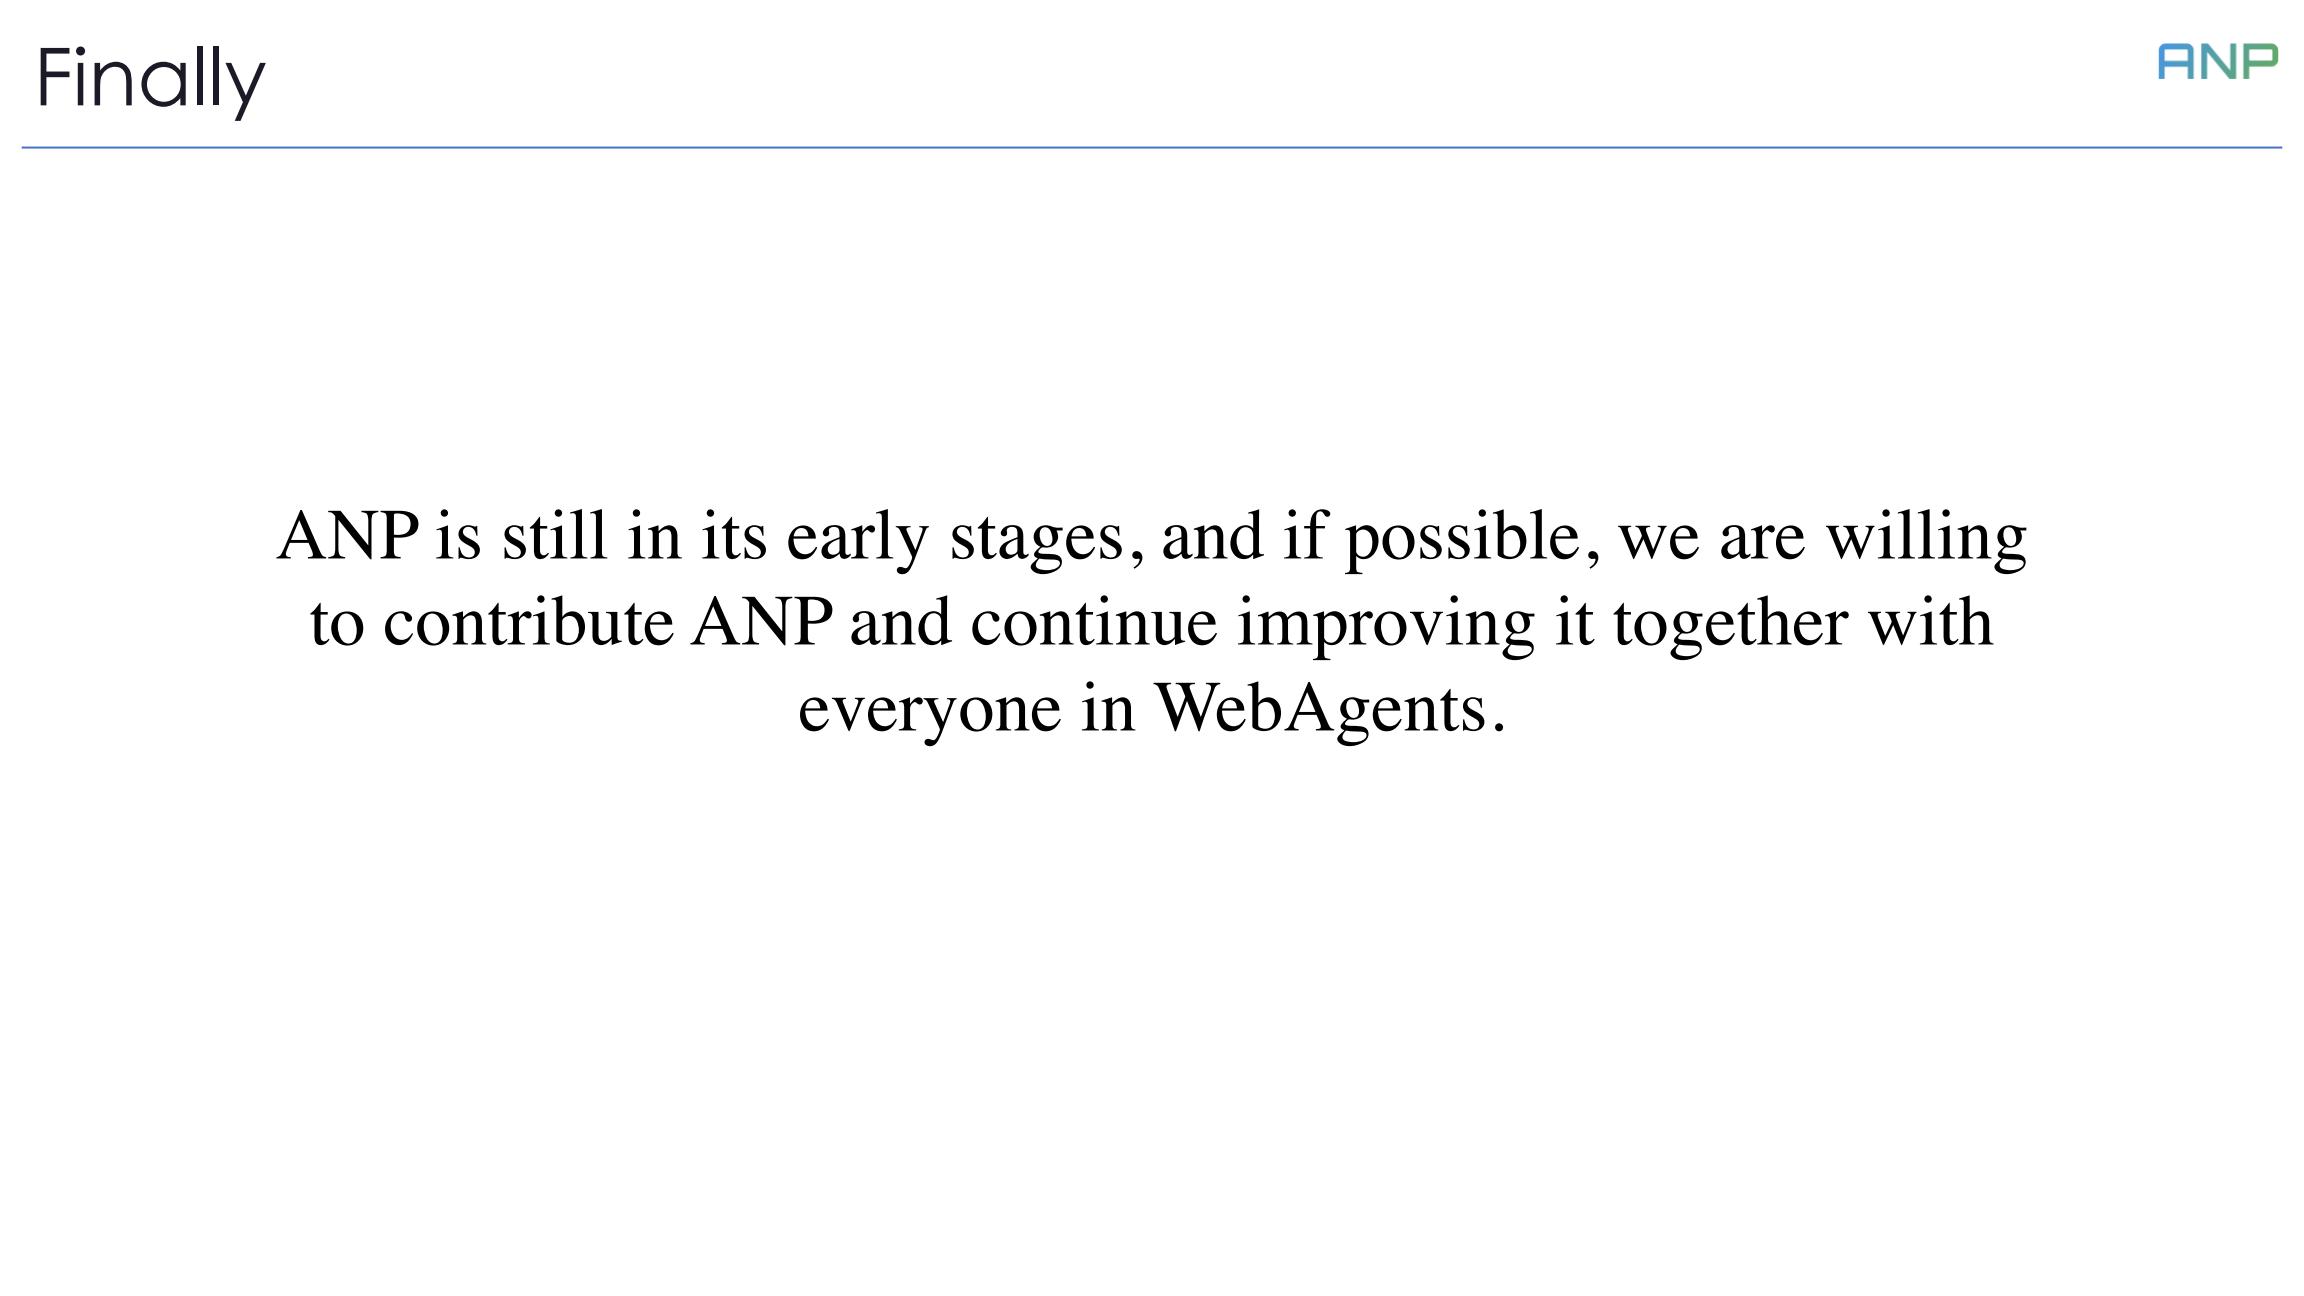 Finally
ANP
ANP is still in its early stages, and if possible, we are willing
to contribute ANP and continue improving it together with
everyone in WebAgents.